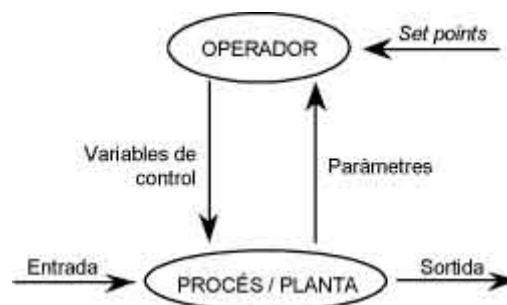 OPERADOR
Set points
Variables de
control
Paràmetres
Entrada
PROCÉS / PLANTA
Sortida